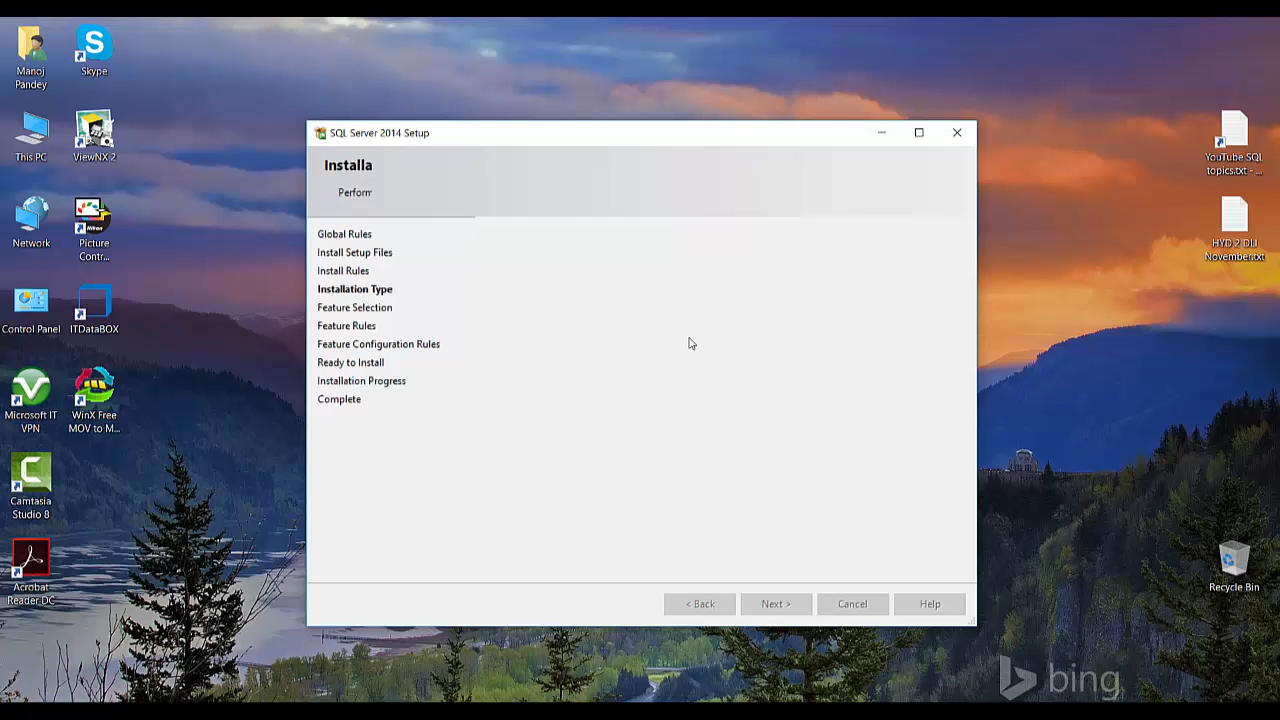 Manoj
Pandey
Skype
This PC
ViewNX 2
Network
Picture
Contr...
Control Panel
ITDataBOX
Microsoft IT
VPN
WinX Free
MOV to M...
Camtasia
Studio 8
Acrobat
Reader DC
SQL Server 2014 Setup
Installa
Perform
Global Rules
Install Setup Files
Install Rules
Installation Type
Feature Selection
Feature Rules
Feature Configuration Rules
Ready to Install
Installation Progress
Complete
< Back
Next >
Cancel
Help
YouTube SQL
topics.txt - ...
HYD 2 DLI
November.txt
Recycle Bin
bing